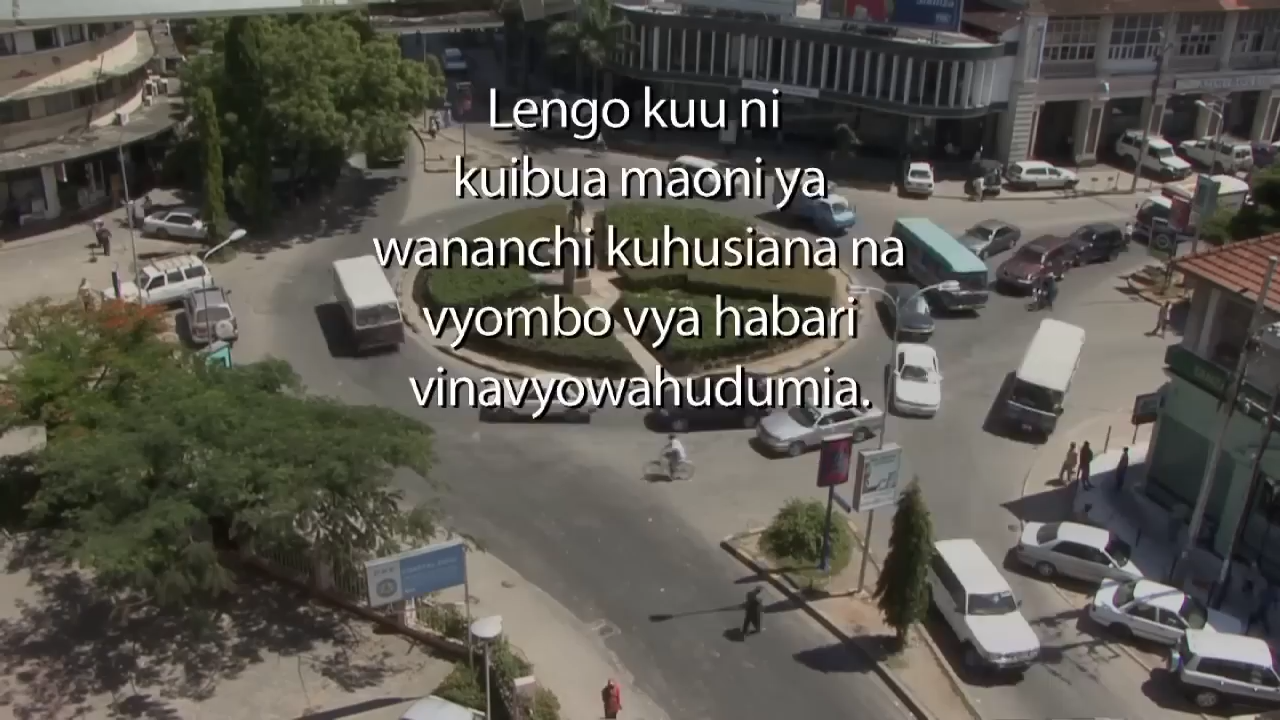 Lengo kuu ni
kuibua maoni ya
wananchi kuhusiana na
vyombo vya habari
vinavyowahudumia.